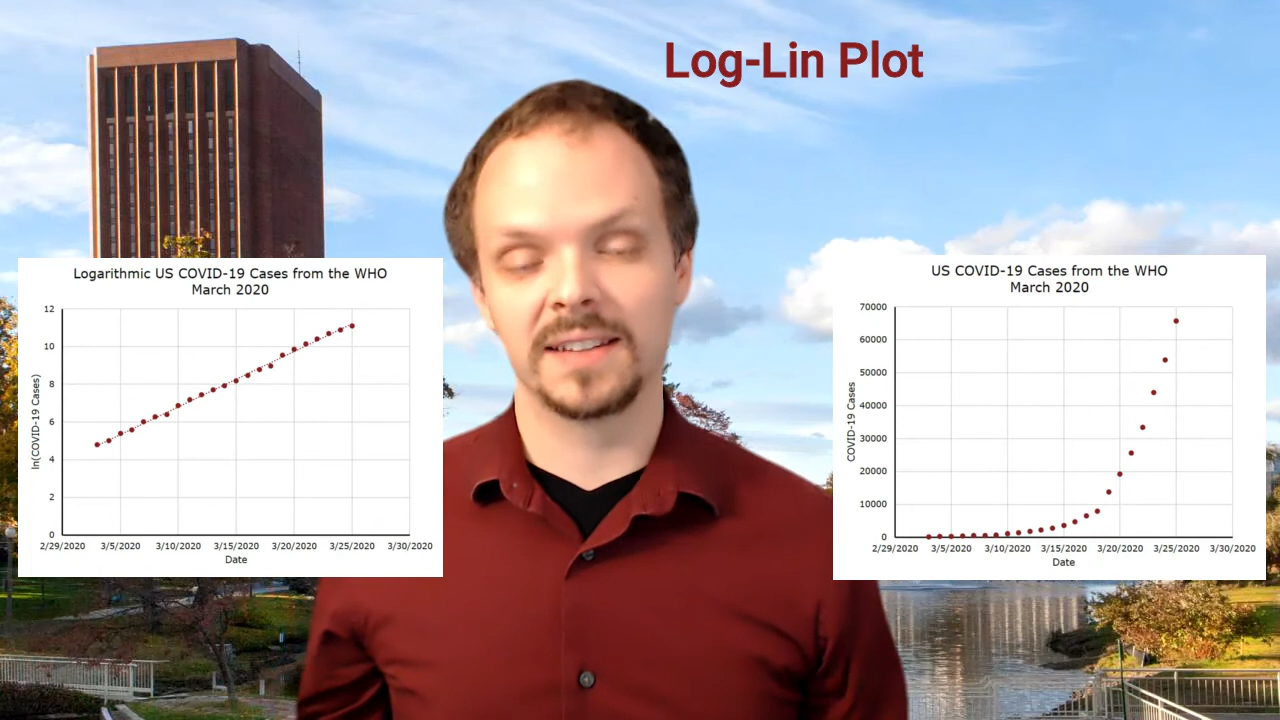 Log-Lin Plot
Logarithmic US COVID-19 Cases from the WHO
March 2020
12
10
8
6
4
2
0
ln(COVID-19 Cases)
2/29/2020 3/5/2020 3/10/2020 3/15/2020 3/20/2020 3/25/2020 3/30/2020
Date
US COVID-19 Cases from the WHO
March 2020
70000
60000
50000
40000
30000
20000
10000
0
COVID-19 Cases
2/29/2020 3/5/2020 3/10/2020 3/15/2020 3/20/2020 3/25/2020 3/30/2020
Date